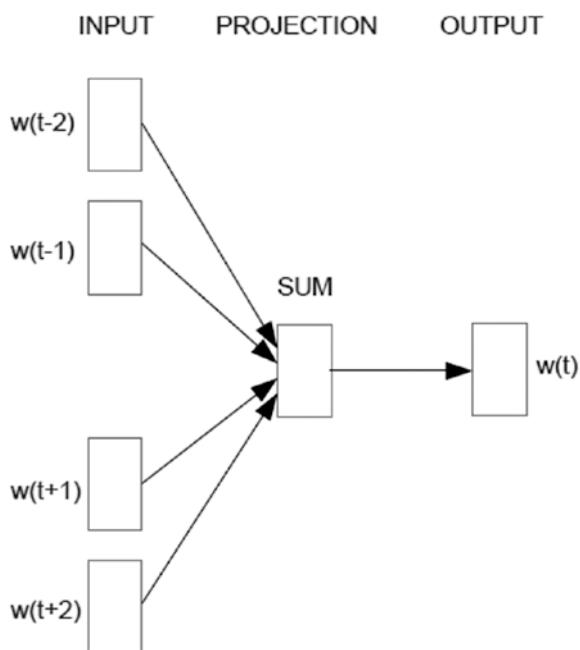 INPUT PROJECTION OUTPUT
w(t-2)
w(t-1)
SUM
w(t)
w(t+1)
w(t+2)